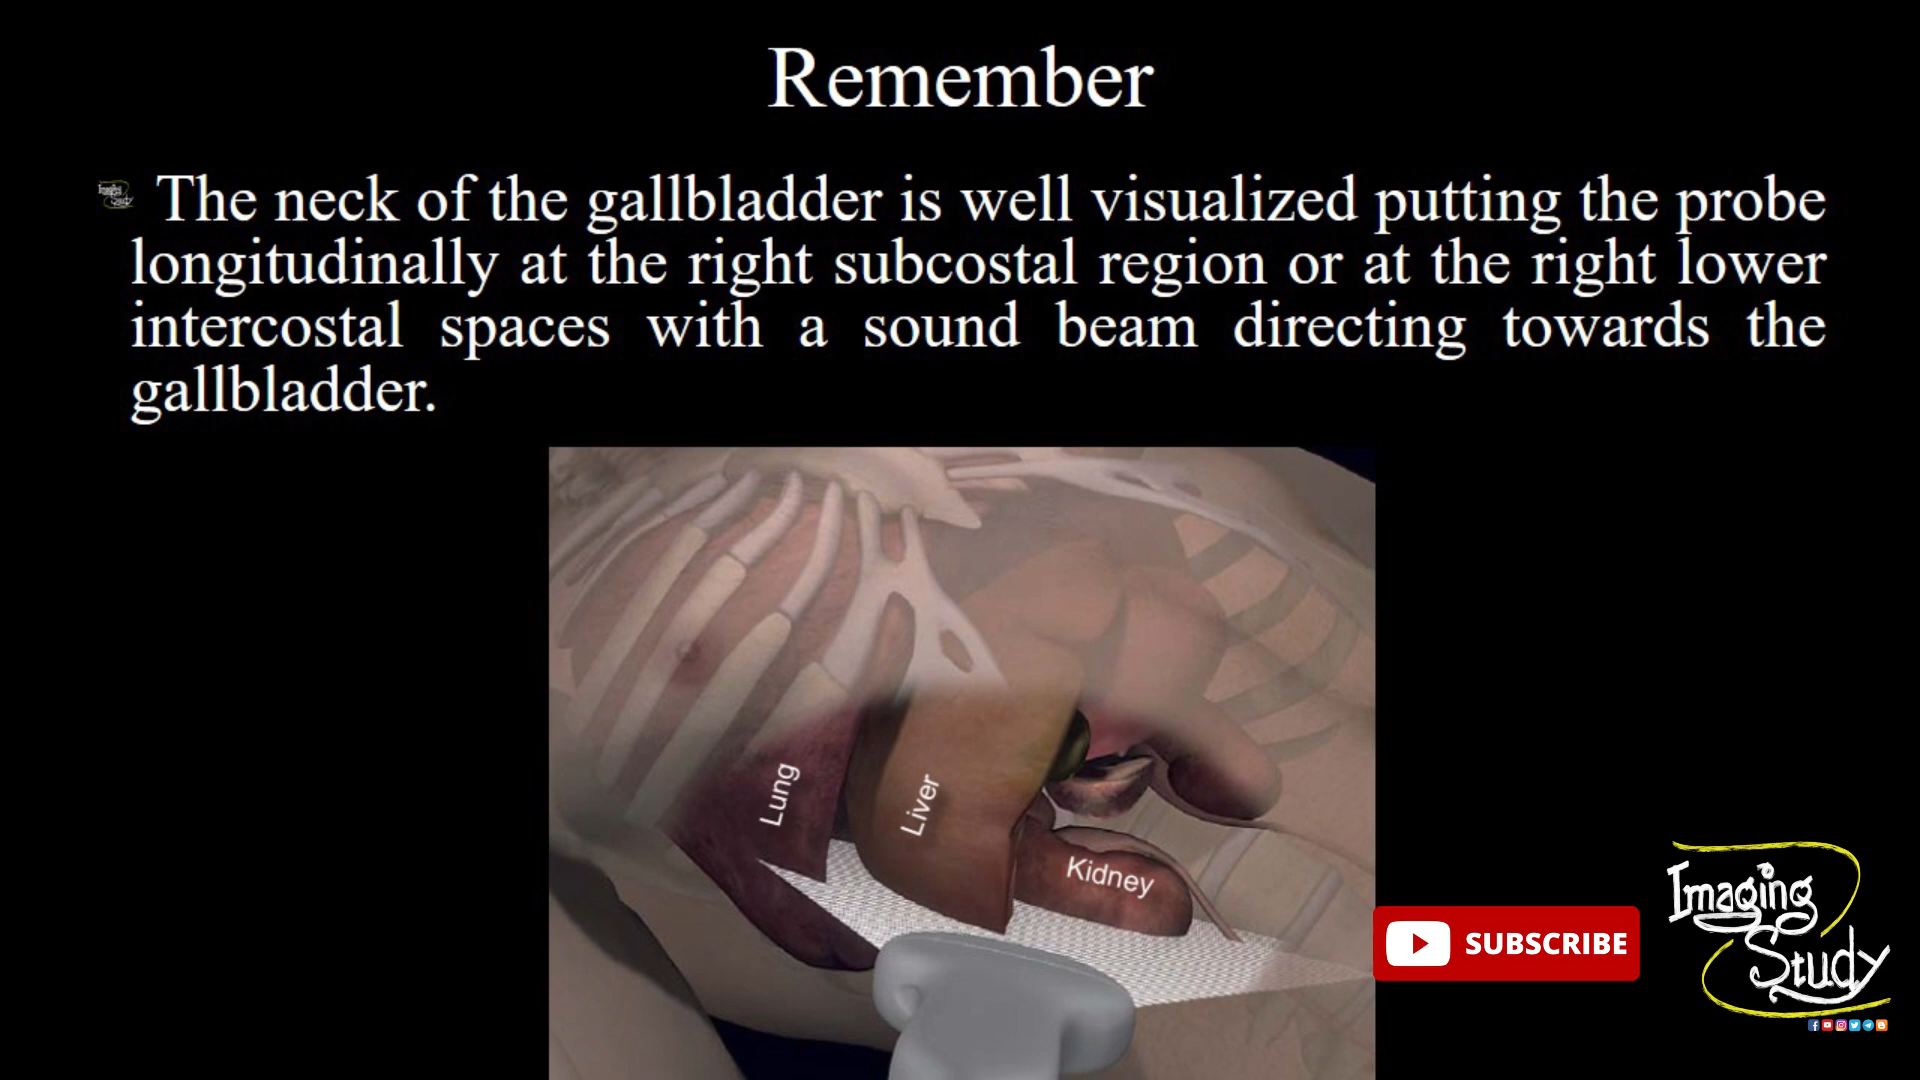 Remember
The neck of the gallbladder is well visualized putting the probe
longitudinally at the right subcostal region or at the right lower
intercostal spaces with a sound beam directing towards the
gallbladder.
Lung
Liver
Kidney
SUBSCRIBE
Imaging
Study